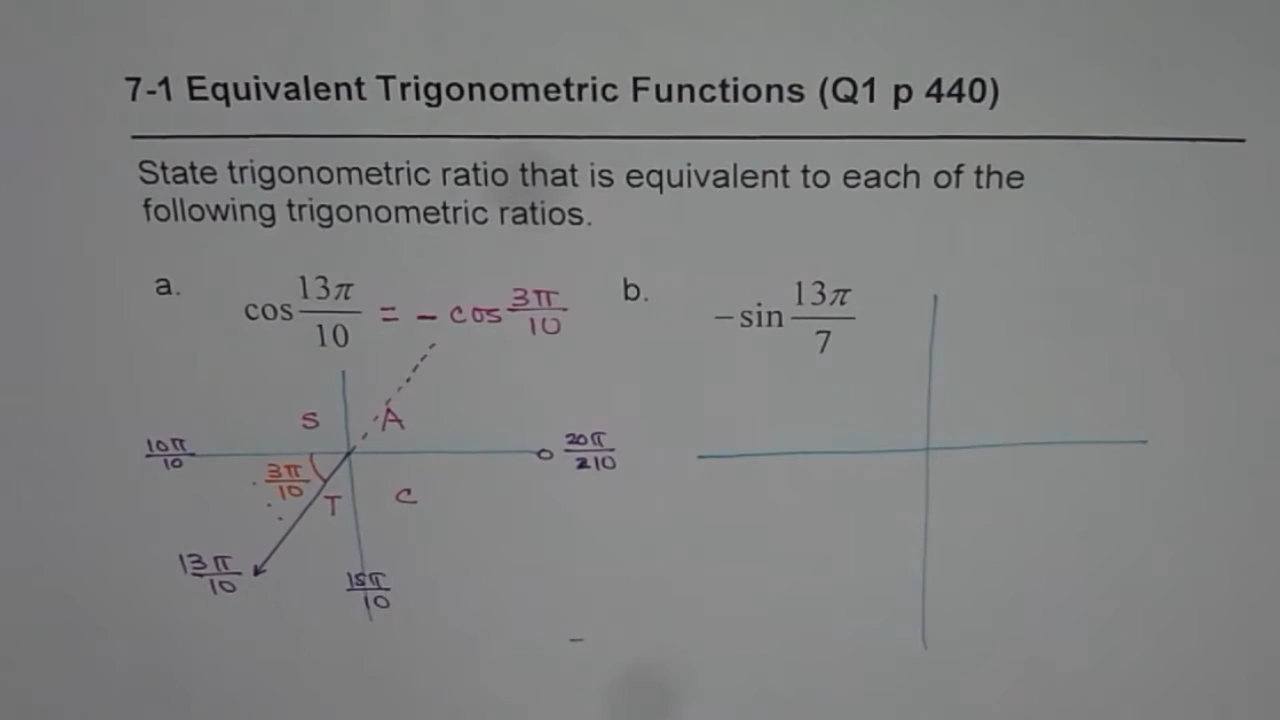 7-1 Equivalent Trigonometric Functions (Q1 p 440)
State trigonometric ratio that is equivalent to each of the
following trigonometric ratios.
a. cos 13π/10 = - cos 3π/10
b. - sin 13π/7
S A
10π/10
20π/210
3π/10
T C
13π/10
15π/10